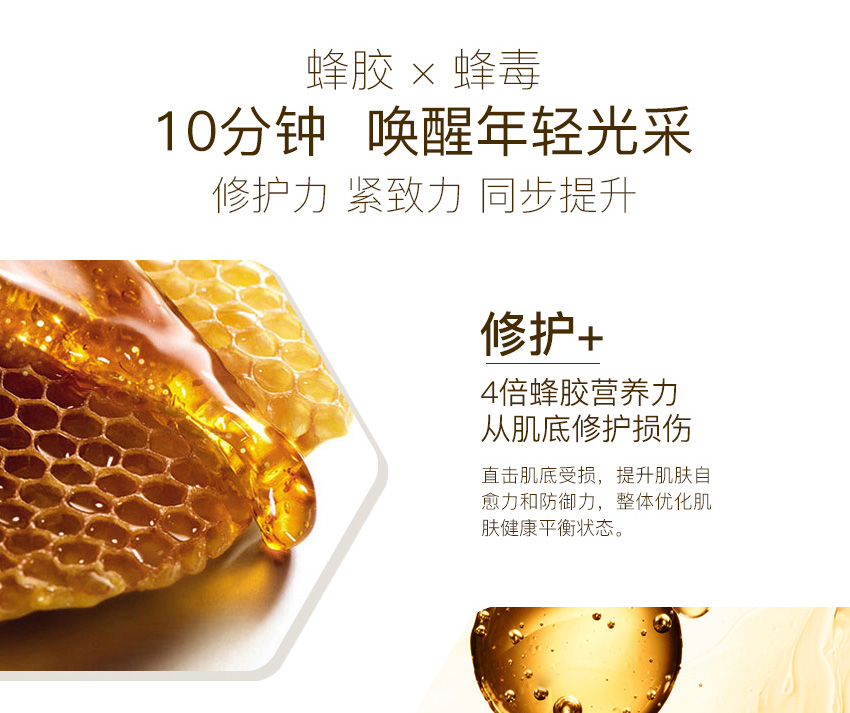 蜂胶 × 蜂毒
10分钟 唤醒年轻光采
修护力 紧致力 同步提升
修护+
4倍蜂胶营养力
从肌底修护损伤
直击肌底受损，提升肌肤自
愈力和防御力，整体优化肌
肤健康平衡状态。